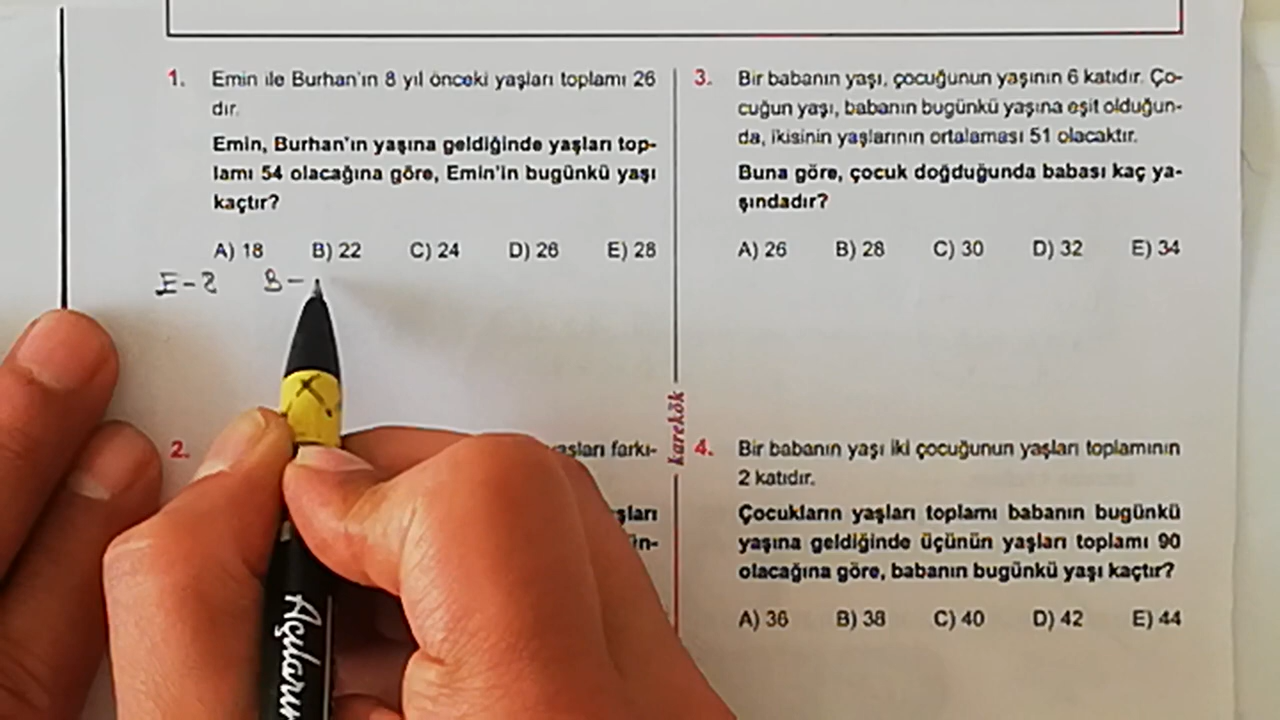 1. Emin ile Burhan'ın 8 yıl önceki yaşları toplamı 26
dır.
Emin, Burhan'ın yaşına geldiğinde yaşları top-
lamı 54 olacağına göre, Emin'in bugünkü yaşı
kaçtır?
A) 18 B) 22 C) 24 D) 26 E) 28
E-8 B-
2. yaşları farkı-
karekök
3. Bir babanın yaşı, çocuğunun yaşının 6 katıdır. Ço-
cuğun yaşı, babanın bugünkü yaşına eşit olduğun-
da, ikisinin yaşlarının ortalaması 51 olacaktır.
Buna göre, çocuk doğduğunda babası kaç ya-
şındadır?
A) 26 B) 28 C) 30 D) 32 E) 34
4. Bir babanın yaşı iki çocuğunun yaşları toplamının
2 katıdır.
Çocukların yaşları toplamı babanın bugünkü
yaşına geldiğinde üçünün yaşları toplamı 90
olacağına göre, babanın bugünkü yaşı kaçtır?
A) 36 B) 38 C) 40 D) 42 E) 44